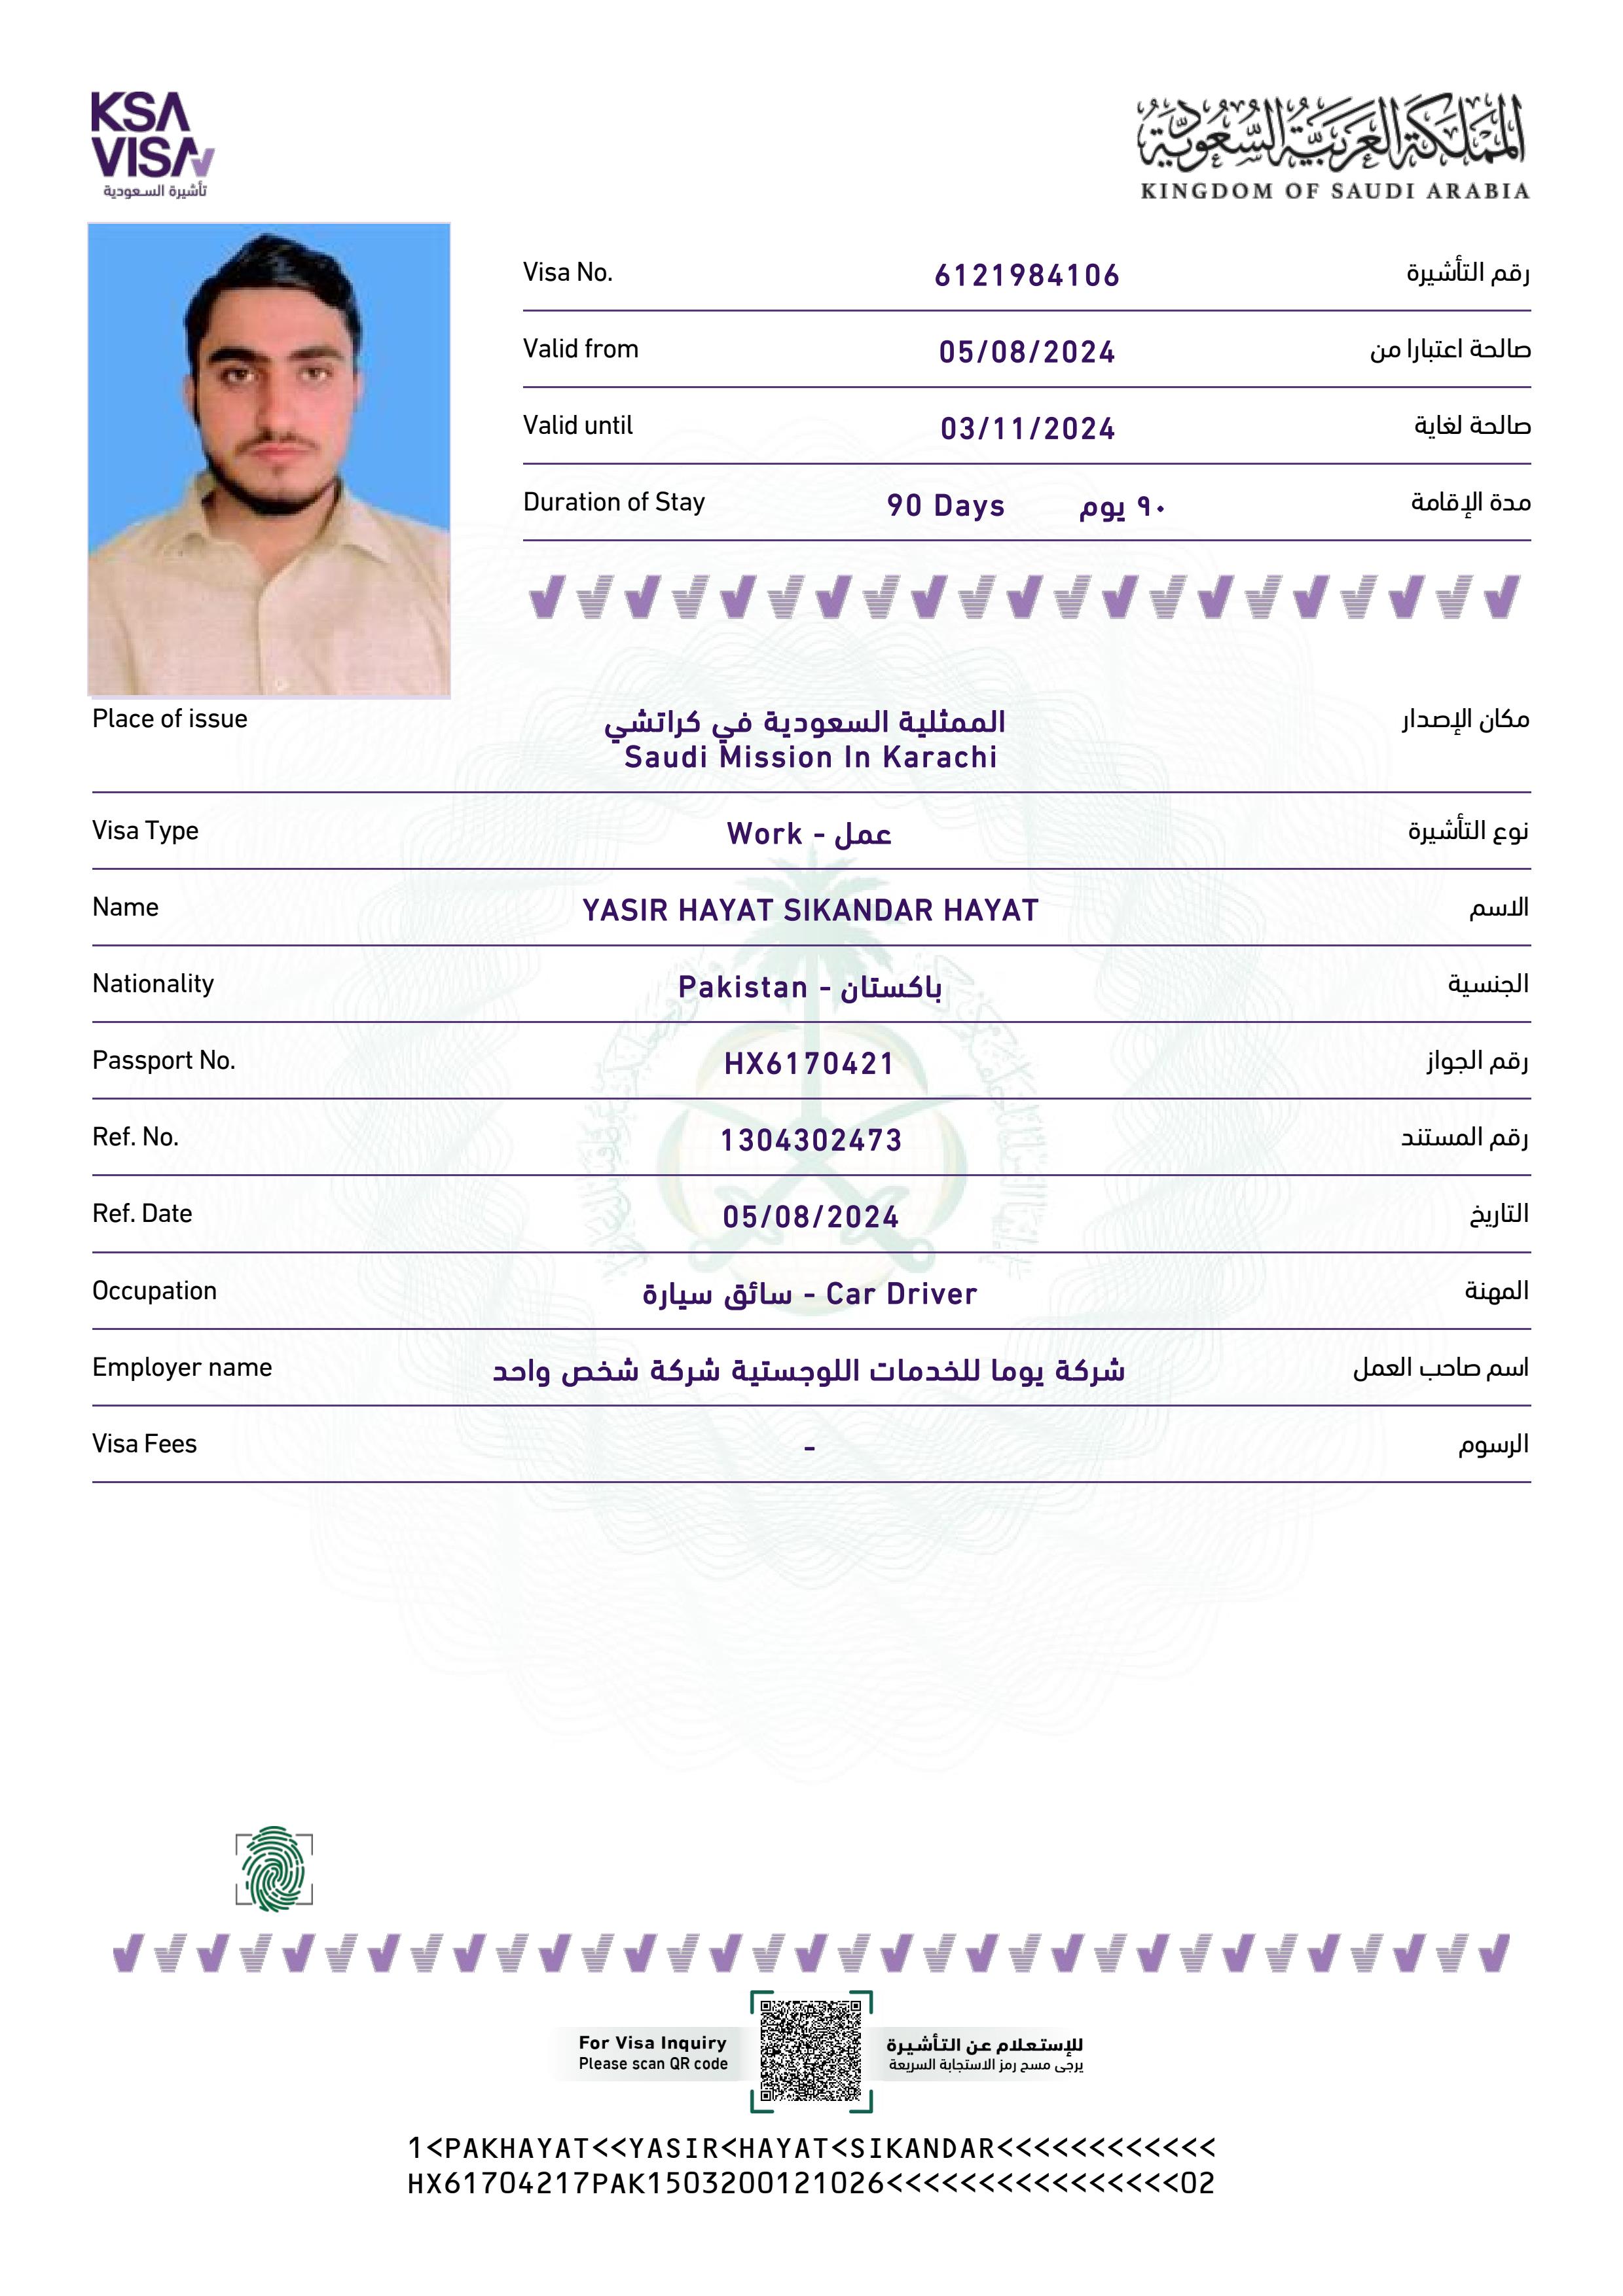 KSA
VISA
تأشيرة السعودية
المملكة العربية السعودية
KINGDOM OF SAUDI ARABIA
Visa No. 6121984106 رقم التأشيرة
Valid from 05/08/2024 صالحة اعتبارا من
Valid until 03/11/2024 صالحة لغاية
Duration of Stay 90 Days ٩٠ يوم مدة الإقامة
Place of issue الممثلية السعودية في كراتشي مكان الإصدار
Saudi Mission In Karachi
Visa Type Work - عمل نوع التأشيرة
Name YASIR HAYAT SIKANDAR HAYAT الاسم
Nationality Pakistan - باكستان الجنسية
Passport No. HX6170421 رقم الجواز
Ref. No. 1304302473 رقم المستند
Ref. Date 05/08/2024 التاريخ
Occupation سائق سيارة - Car Driver المهنة
Employer name شركة يوما للخدمات اللوجستية شركة شخص واحد اسم صاحب العمل
Visa Fees - الرسوم
For Visa Inquiry للإستعلام عن التأشيرة
Please scan QR code يرجى مسح رمز الاستجابة السريعة
1<PAKHAYAT<<YASIR<HAYAT<SIKANDAR<<<<<<<<<<<<
HX61704217PAK1503200121026<<<<<<<<<<<<<<<<02